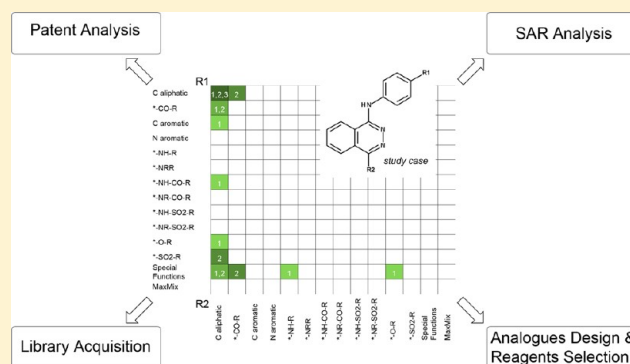 Patent Analysis
SAR Analysis
R1
C aliphatic
1,2,3
2
*-CO-R
1,2
C aromatic
1
N aromatic
*-NH-R
*-NRR
*-NH-CO-R
1
*-NR-CO-R
*-NH-SO2-R
*-NR-SO2-R
*-O-R
1
*-SO2-R
2
Special
Functions
1,2
2
1
1
MaxMix
R1
HN
N
N
R2
study case
R2
C aliphatic
*-CO-R
C aromatic
N aromatic
*-NH-R
*-NRR
*-NH-CO-R
*-NR-CO-R
*-NH-SO2-R
*-NR-SO2-R
*-O-R
*-SO2-R
Special
Functions
MaxMix
Library Acquisition
Analogues Design &
Reagents Selection